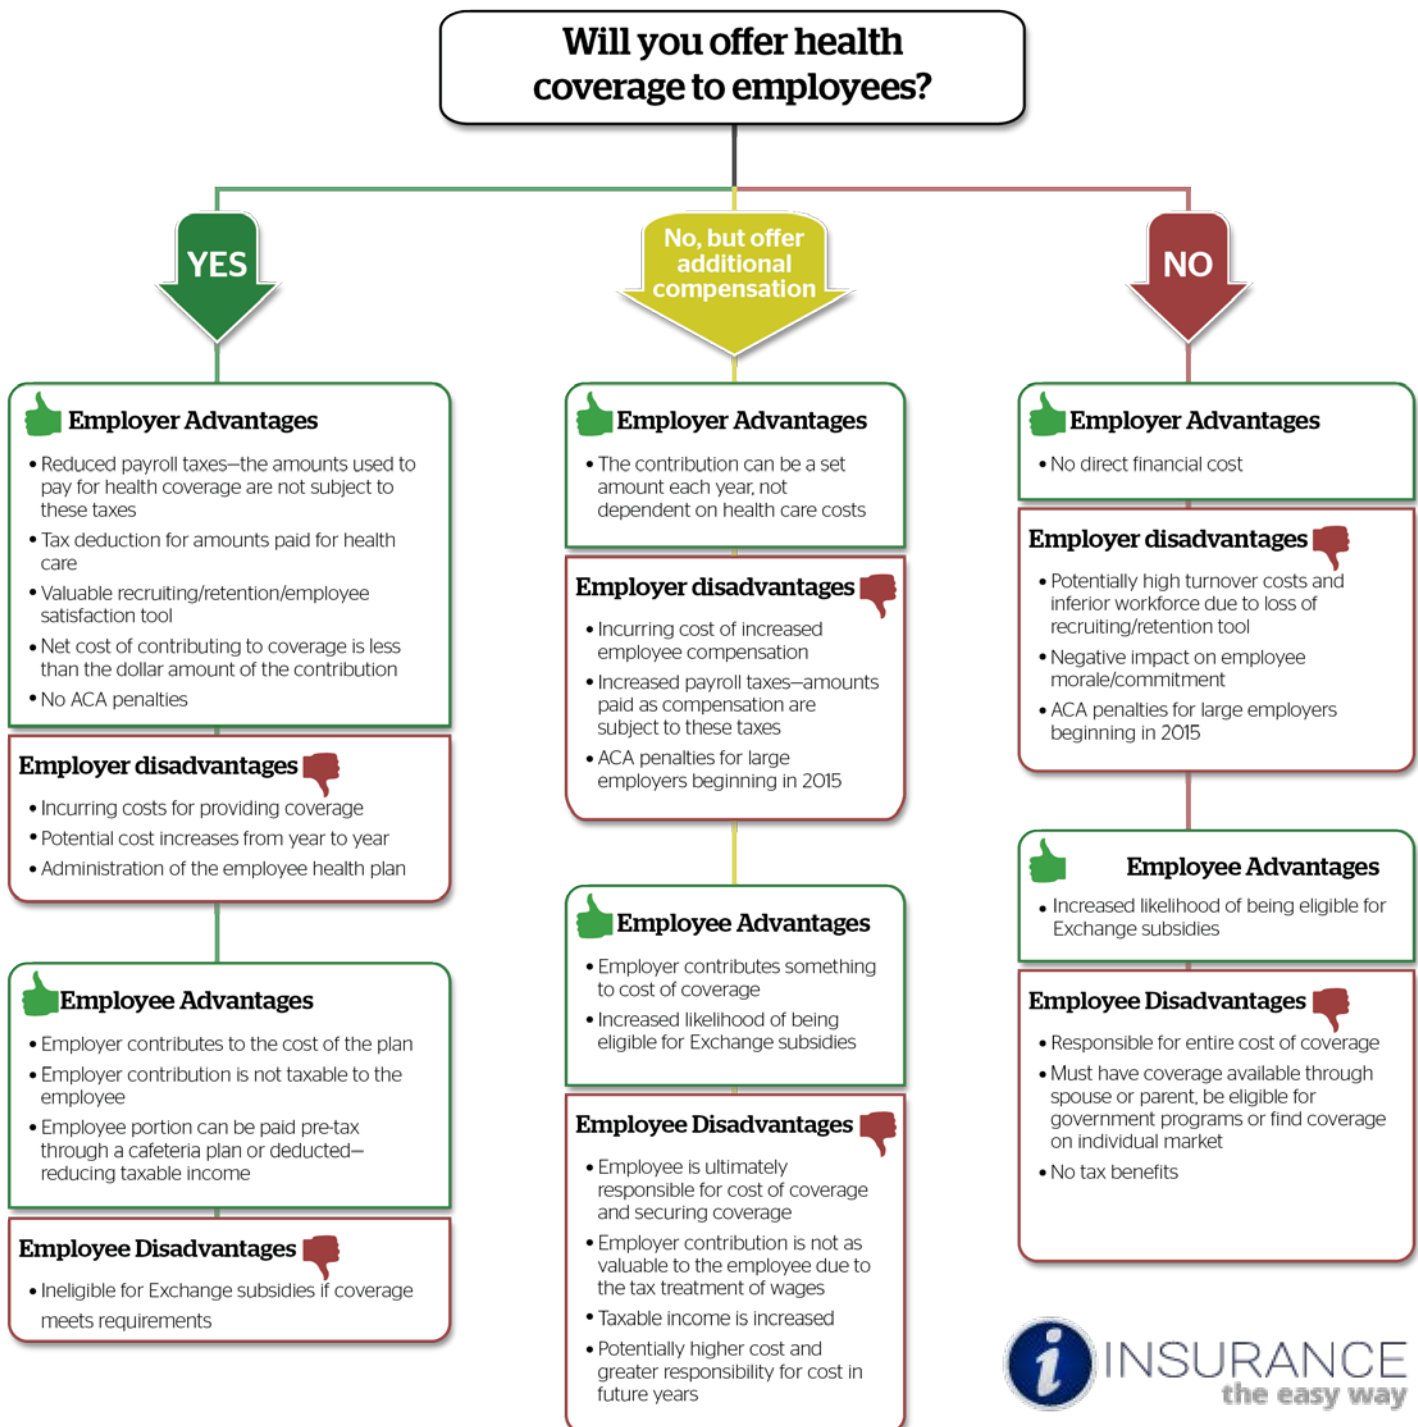 Will you offer health
coverage to employees?
YES
Employer Advantages
• Reduced payroll taxes—the amounts used to
pay for health coverage are not subject to
these taxes
• Tax deduction for amounts paid for health
care
• Valuable recruiting/retention/employee
satisfaction tool
• Net cost of contributing to coverage is less
than the dollar amount of the contribution
• No ACA penalties
Employer disadvantages
• Incurring costs for providing coverage
• Potential cost increases from year to year
• Administration of the employee health plan
Employee Advantages
• Employer contributes to the cost of the plan
• Employer contribution is not taxable to the
employee
• Employee portion can be paid pre-tax
through a cafeteria plan or deducted—
reducing taxable income
Employee Disadvantages
• Ineligible for Exchange subsidies if coverage
meets requirements
No, but offer
additional
compensation
Employer Advantages
• The contribution can be a set
amount each year, not
dependent on health care costs
Employer disadvantages
• Incurring cost of increased
employee compensation
• Increased payroll taxes—amounts
paid as compensation are
subject to these taxes
• ACA penalties for large
employers beginning in 2015
Employee Advantages
• Employer contributes something
to cost of coverage
• Increased likelihood of being
eligible for Exchange subsidies
Employee Disadvantages
• Employee is ultimately
responsible for cost of coverage
and securing coverage
• Employer contribution is not as
valuable to the employee due to
the tax treatment of wages
• Taxable income is increased
• Potentially higher cost and
greater responsibility for cost in
future years
NO
Employer Advantages
• No direct financial cost
Employer disadvantages
• Potentially high turnover costs and
inferior workforce due to loss of
recruiting/retention tool
• Negative impact on employee
morale/commitment
• ACA penalties for large employers
beginning in 2015
Employee Advantages
• Increased likelihood of being eligible for
Exchange subsidies
Employee Disadvantages
• Responsible for entire cost of coverage
• Must have coverage available through
spouse or parent, be eligible for
government programs or find coverage
on individual market
• No tax benefits
i INSURANCE
the easy way